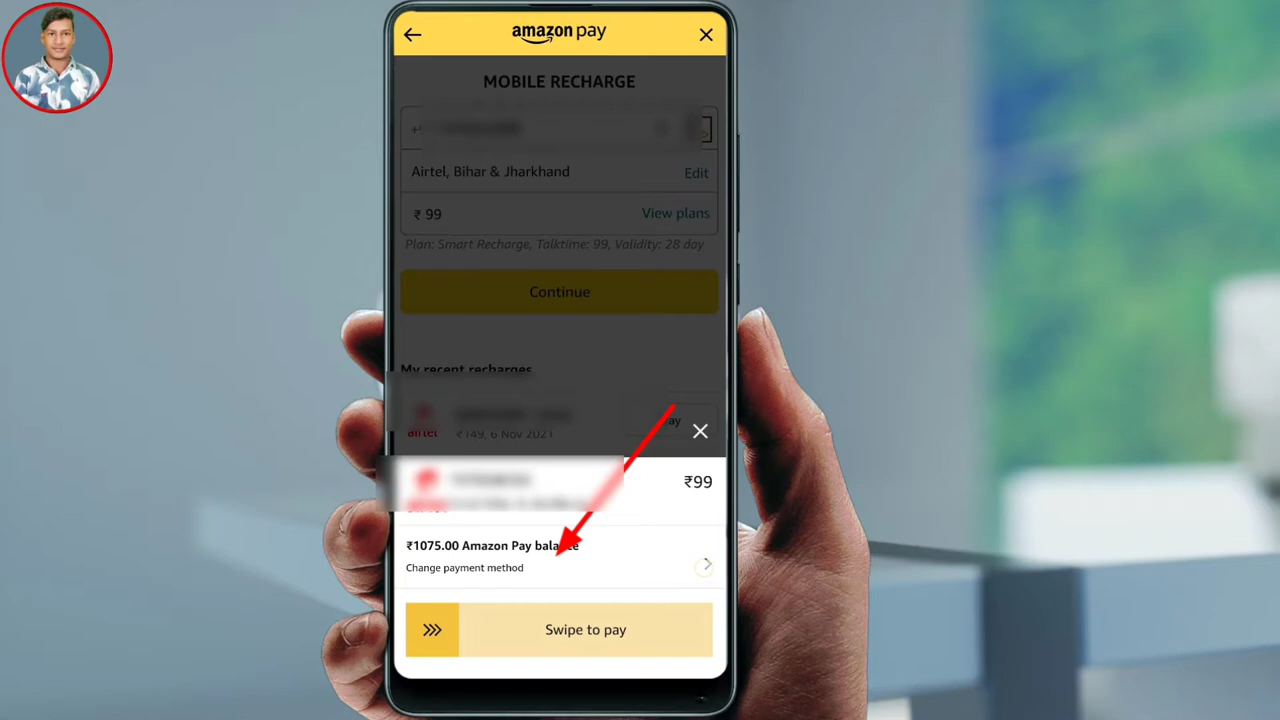 amazon pay
MOBILE RECHARGE
Airtel, Bihar & Jharkhand
Edit
₹ 99
View plans
Plan: Smart Recharge, Talktime: 99, Validity: 28 day
Continue
My recent recharges
airtel
₹149, 6 Nov 2021
₹99
₹1075.00 Amazon Pay balance
Change payment method
Swipe to pay